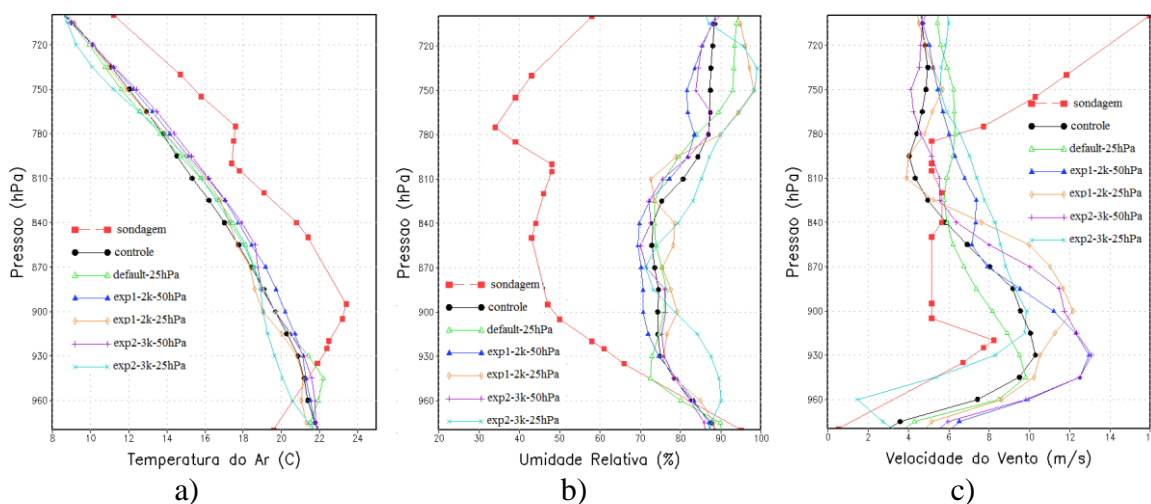 720
750
780
810
840
870
900
930
960
Pressao (hPa)
sondagem
controle
default-25hPa
exp1-2k-50hPa
exp1-2k-25hPa
exp2-3k-50hPa
exp2-3k-25hPa
8 10 12 14 16 18 20 22 24
Temperatura do Ar (C)
a)
720
750
780
810
840
870
900
930
960
Pressao (hPa)
sondagem
controle
default-25hPa
exp1-2k-50hPa
exp1-2k-25hPa
exp2-3k-50hPa
exp2-3k-25hPa
20 30 40 50 60 70 80 90 100
Umidade Relativa (%)
b)
720
750
780
810
840
870
900
930
960
Pressao (hPa)
sondagem
controle
default-25hPa
exp1-2k-50hPa
exp1-2k-25hPa
exp2-3k-50hPa
exp2-3k-25hPa
0 2 4 6 8 10 12 14 16
Velocidade do Vento (m/s)
c)